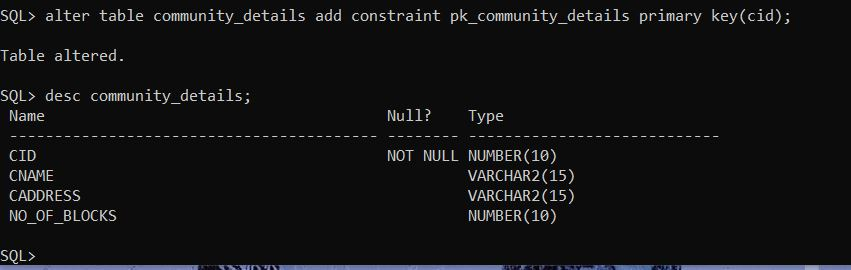 SQL> alter table community_details add constraint pk_community_details primary key(cid);
Table altered.
SQL> desc community_details;
 Name                                      Null?    Type
 ----------------------------------------- -------- ----------------------------
 CID                                       NOT NULL NUMBER(10)
 CNAME                                              VARCHAR2(15)
 CADDRESS                                           VARCHAR2(15)
 NO_OF_BLOCKS                                       NUMBER(10)
SQL>